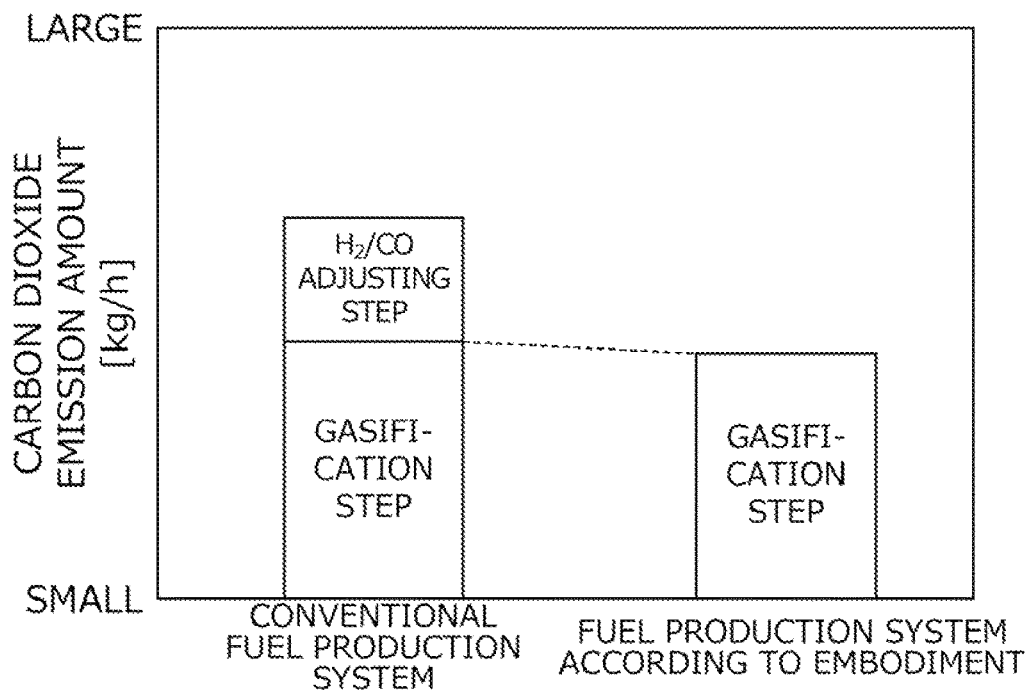 LARGE
CARBON DIOXIDE
EMISSION AMOUNT
[kg/h]
H₂/CO
ADJUSTING
STEP
GASIFI-
CATION
STEP
GASIFI-
CATION
STEP
SMALL
CONVENTIONAL
FUEL PRODUCTION
SYSTEM
FUEL PRODUCTION SYSTEM
ACCORDING TO EMBODIMENT